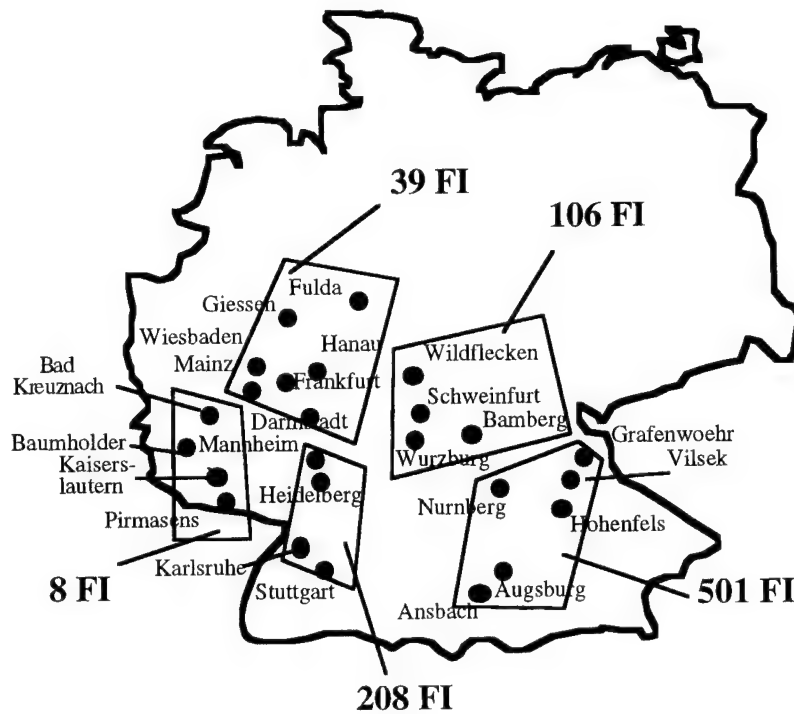 39 FI
106 FI
Fulda
Giessen
Wiesbaden
Hanau
Mainz
Frankfurt
Bad
Kreuznach
Darmstadt
Wildflecken
Schweinfurt
Bamberg
Wurzburg
Baumholder
Mannheim
Kaisers-
lautern
Grafenwoehr
Vilsek
Heidelberg
Nurnberg
Hohenfels
Pirmasens
Karlsruhe
8 FI
Stuttgart
Augsburg
Ansbach
501 FI
208 FI